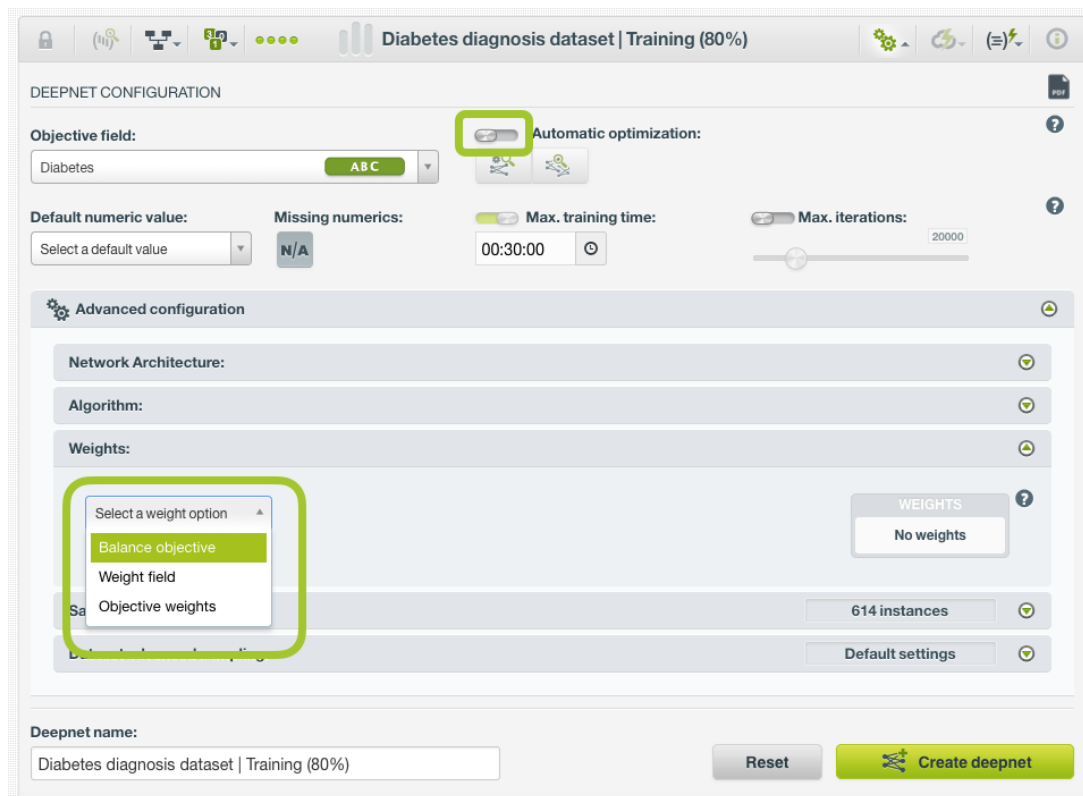 Diabetes diagnosis dataset | Training (80%)
DEEPNET CONFIGURATION
PDF
Objective field:
Automatic optimization:
Diabetes
ABC
Default numeric value:
Missing numerics:
Max. training time:
Max. iterations:
Select a default value
N/A
00:30:00
20000
Advanced configuration
Network Architecture:
Algorithm:
Weights:
Select a weight option
WEIGHTS
No weights
Balance objective
Weight field
Objective weights
614 instances
Default settings
Deepnet name:
Diabetes diagnosis dataset | Training (80%)
Reset
Create deepnet